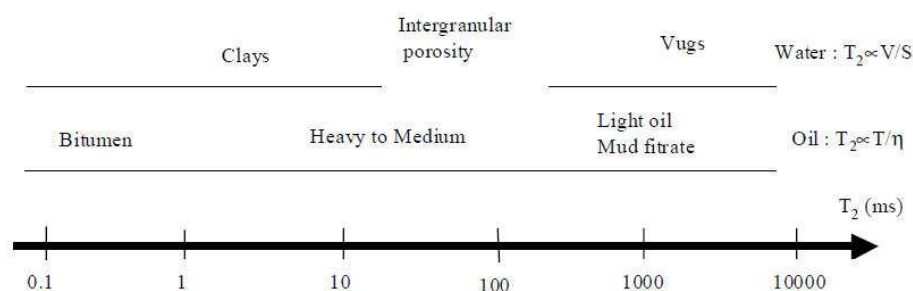 Intergranular
porosity
Clays
Vugs
Water : T₂∝V/S
Bitumen
Heavy to Medium
Light oil
Mud fitrate
Oil : T₂∝T/η
T₂ (ms)
0.1 1 10 100 1000 10000